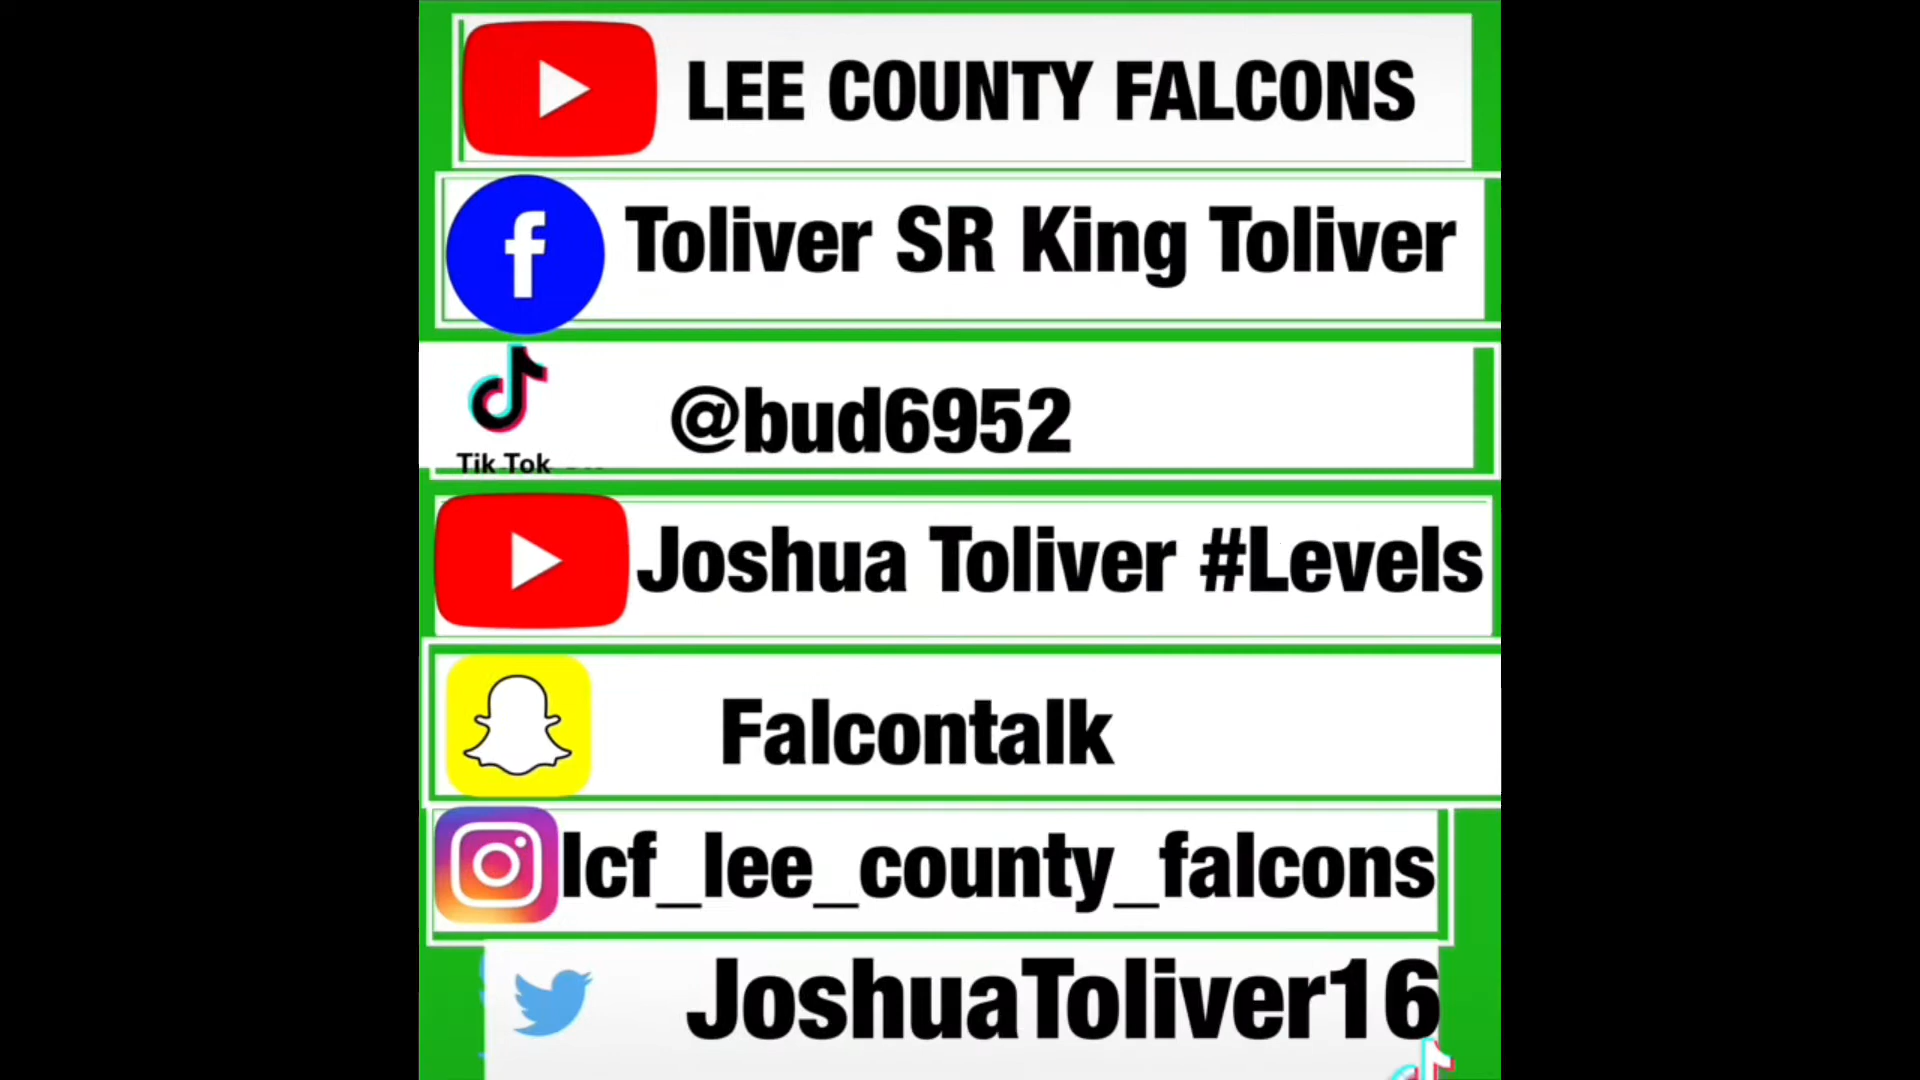 LEE COUNTY FALCONS
Toliver SR King Toliver
@bud6952
Tik Tok
Joshua Toliver #Levels
Falcontalk
lcf_lee_county_falcons
JoshuaToliver16